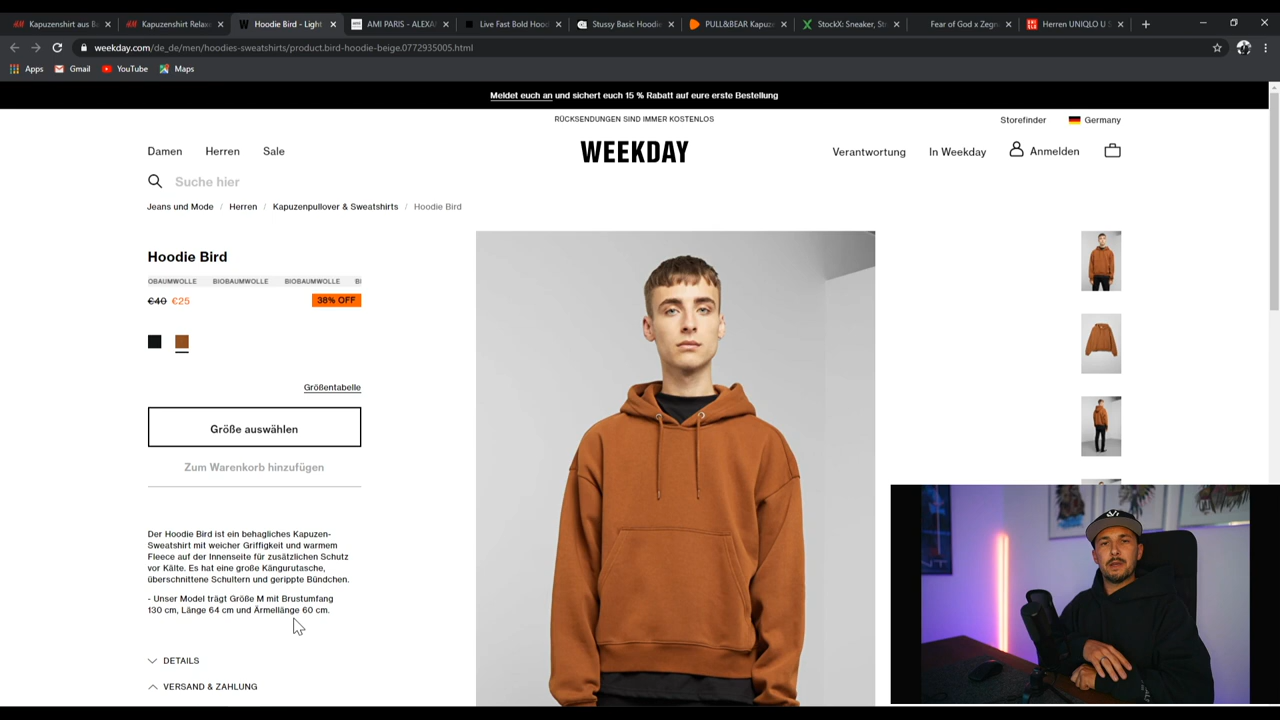 Kapuzenshirt aus B
Kapuzenshirt Relaxe
Hoodie Bird - Light
AMI PARIS - ALEXA
Live Fast Bold Hood
Stussy Basic Hoodie
PULL&BEAR Kapuz
StockX: Sneaker, Str
Fear of God x Zegn
Herren UNIQLO U S
weekday.com/de_de/men/hoodies-sweatshirts/product.bird-hoodie-beige.0772935005.html
Apps Gmail YouTube Maps
Meldet euch an und sichert euch 15 % Rabatt auf eure erste Bestellung
RÜCKSENDUNGEN SIND IMMER KOSTENLOS
Storefinder Germany
Damen Herren Sale
WEEKDAY
Verantwortung In Weekday Anmelden
Suche hier
Jeans und Mode / Herren / Kapuzenpullover & Sweatshirts / Hoodie Bird
Hoodie Bird
OBAUMWOLLE BIOBAUMWOLLE BIOBAUMWOLLE BI
€40 €25 38% OFF
Größentabelle
Größe auswählen
Zum Warenkorb hinzufügen
Der Hoodie Bird ist ein behagliches Kapuzen-
Sweatshirt mit weicher Griffigkeit und warmem
Fleece auf der Innenseite für zusätzlichen Schutz
vor Kälte. Es hat eine große Kängurutasche,
überschnittene Schultern und gerippte Bündchen.
- Unser Model trägt Größe M mit Brustumfang
130 cm, Länge 64 cm und Ärmellänge 60 cm.
DETAILS
VERSAND & ZAHLUNG